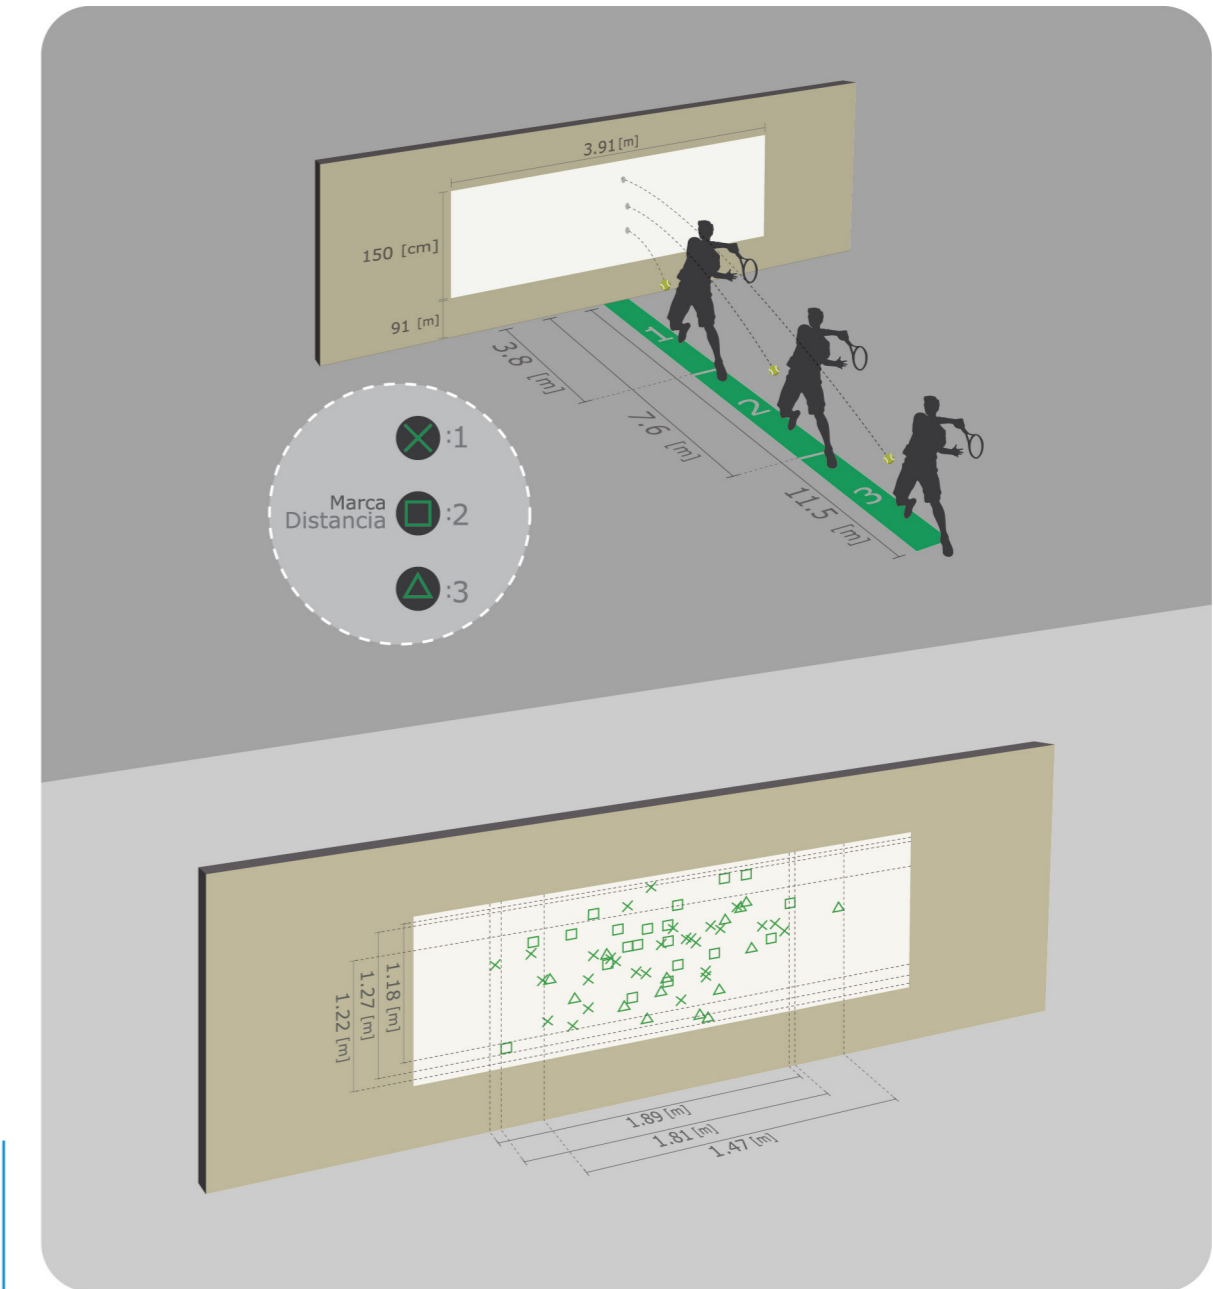 3.91 [m]
150 [cm]
91 [m]
1
2
3
3.8 [m]
7.6 [m]
11.5 [m]
:1
Marca
Distancia
:2
:3
1.18 [m]
1.27 [m]
1.22 [m]
1.89 [m]
1.81 [m]
1.47 [m]